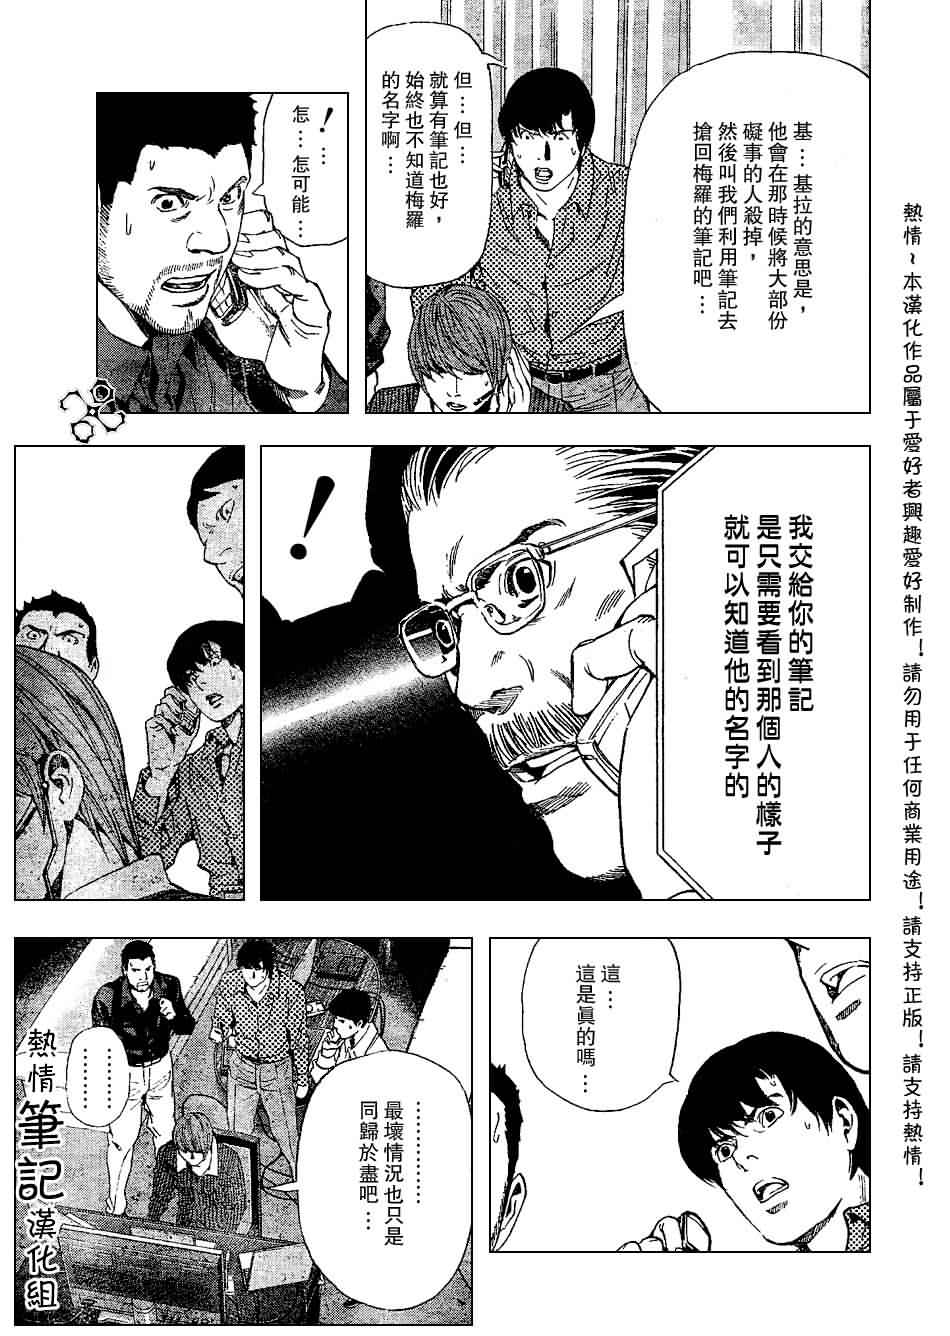 基…基拉的意思是，
他會在那時候將大部份
礙事的人殺掉，
然後叫我們利用筆記去
搶回梅羅的筆記吧…
但…但…
就算有筆記也好，
始終也不知道梅羅
的名字啊…
！…
怎…怎可能…
我交給你的筆記
是只需要看到那個人的樣子
就可以知道他的名字的
！
這…
這是眞的嗎…
…………
最壞情況也只是
同歸於盡吧…
………
………
熱情筆記漢化組
熱情~本漢化作品屬于愛好者興趣愛好制作！請勿用于任何商業用途！請支持正版！請支持熱情！